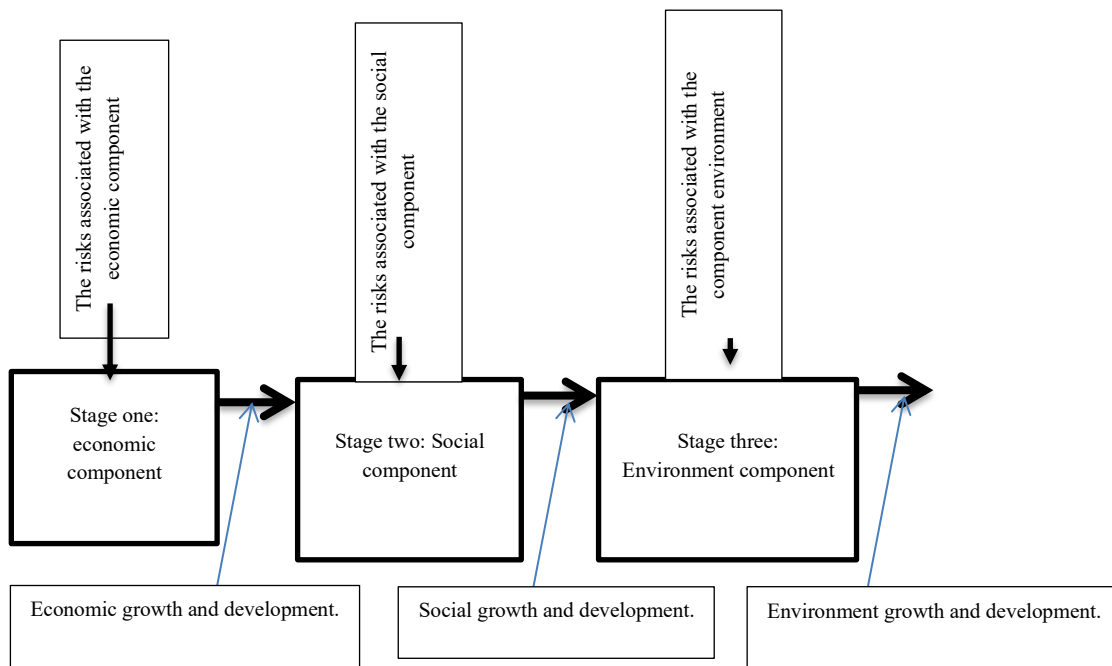 The risks associated with the
economic component
The risks associated with the social
component
The risks associated with the
component environment
Stage one:
economic
component
Stage two: Social
component
Stage three:
Environment component
Economic growth and development.
Social growth and development.
Environment growth and development.